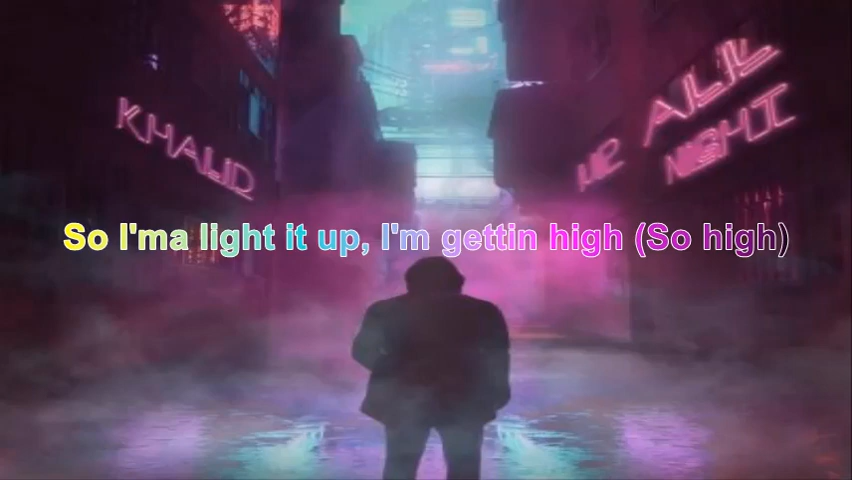 KHALID
UP ALL
NIGHT
So I'ma light it up, I'm gettin high (So high)